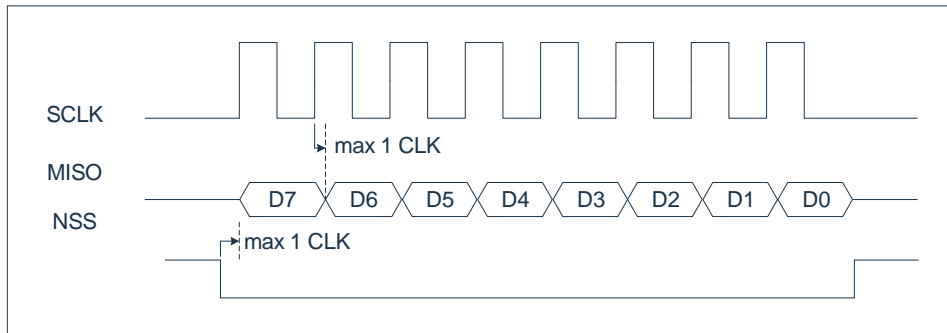 SCLK
max 1 CLK
MISO
D7 D6 D5 D4 D3 D2 D1 D0
NSS
max 1 CLK